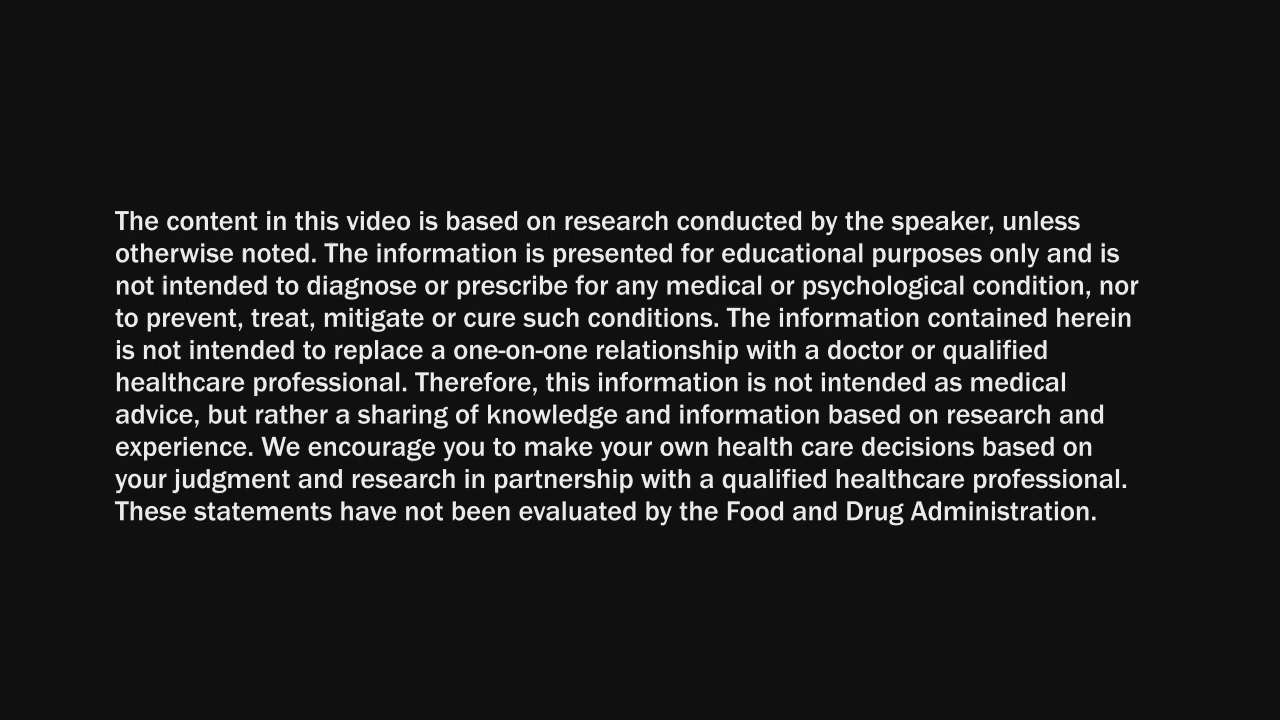 The content in this video is based on research conducted by the speaker, unless
otherwise noted. The information is presented for educational purposes only and is
not intended to diagnose or prescribe for any medical or psychological condition, nor
to prevent, treat, mitigate or cure such conditions. The information contained herein
is not intended to replace a one-on-one relationship with a doctor or qualified
healthcare professional. Therefore, this information is not intended as medical
advice, but rather a sharing of knowledge and information based on research and
experience. We encourage you to make your own health care decisions based on
your judgment and research in partnership with a qualified healthcare professional.
These statements have not been evaluated by the Food and Drug Administration.